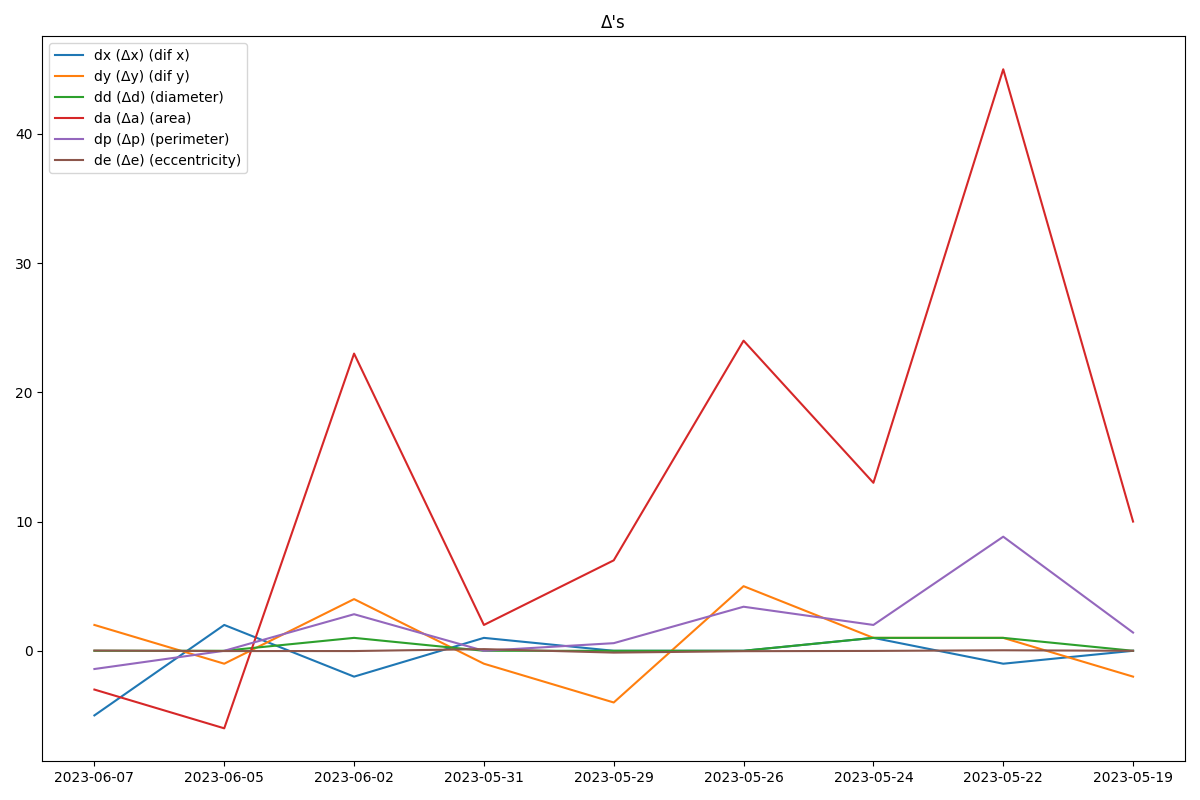 Δ's
dx (Δx) (dif x)
dy (Δy) (dif y)
dd (Δd) (diameter)
da (Δa) (area)
dp (Δp) (perimeter)
de (Δe) (eccentricity)
40
30
20
10
0
2023-06-07 2023-06-05 2023-06-02 2023-05-31 2023-05-29 2023-05-26 2023-05-24 2023-05-22 2023-05-19